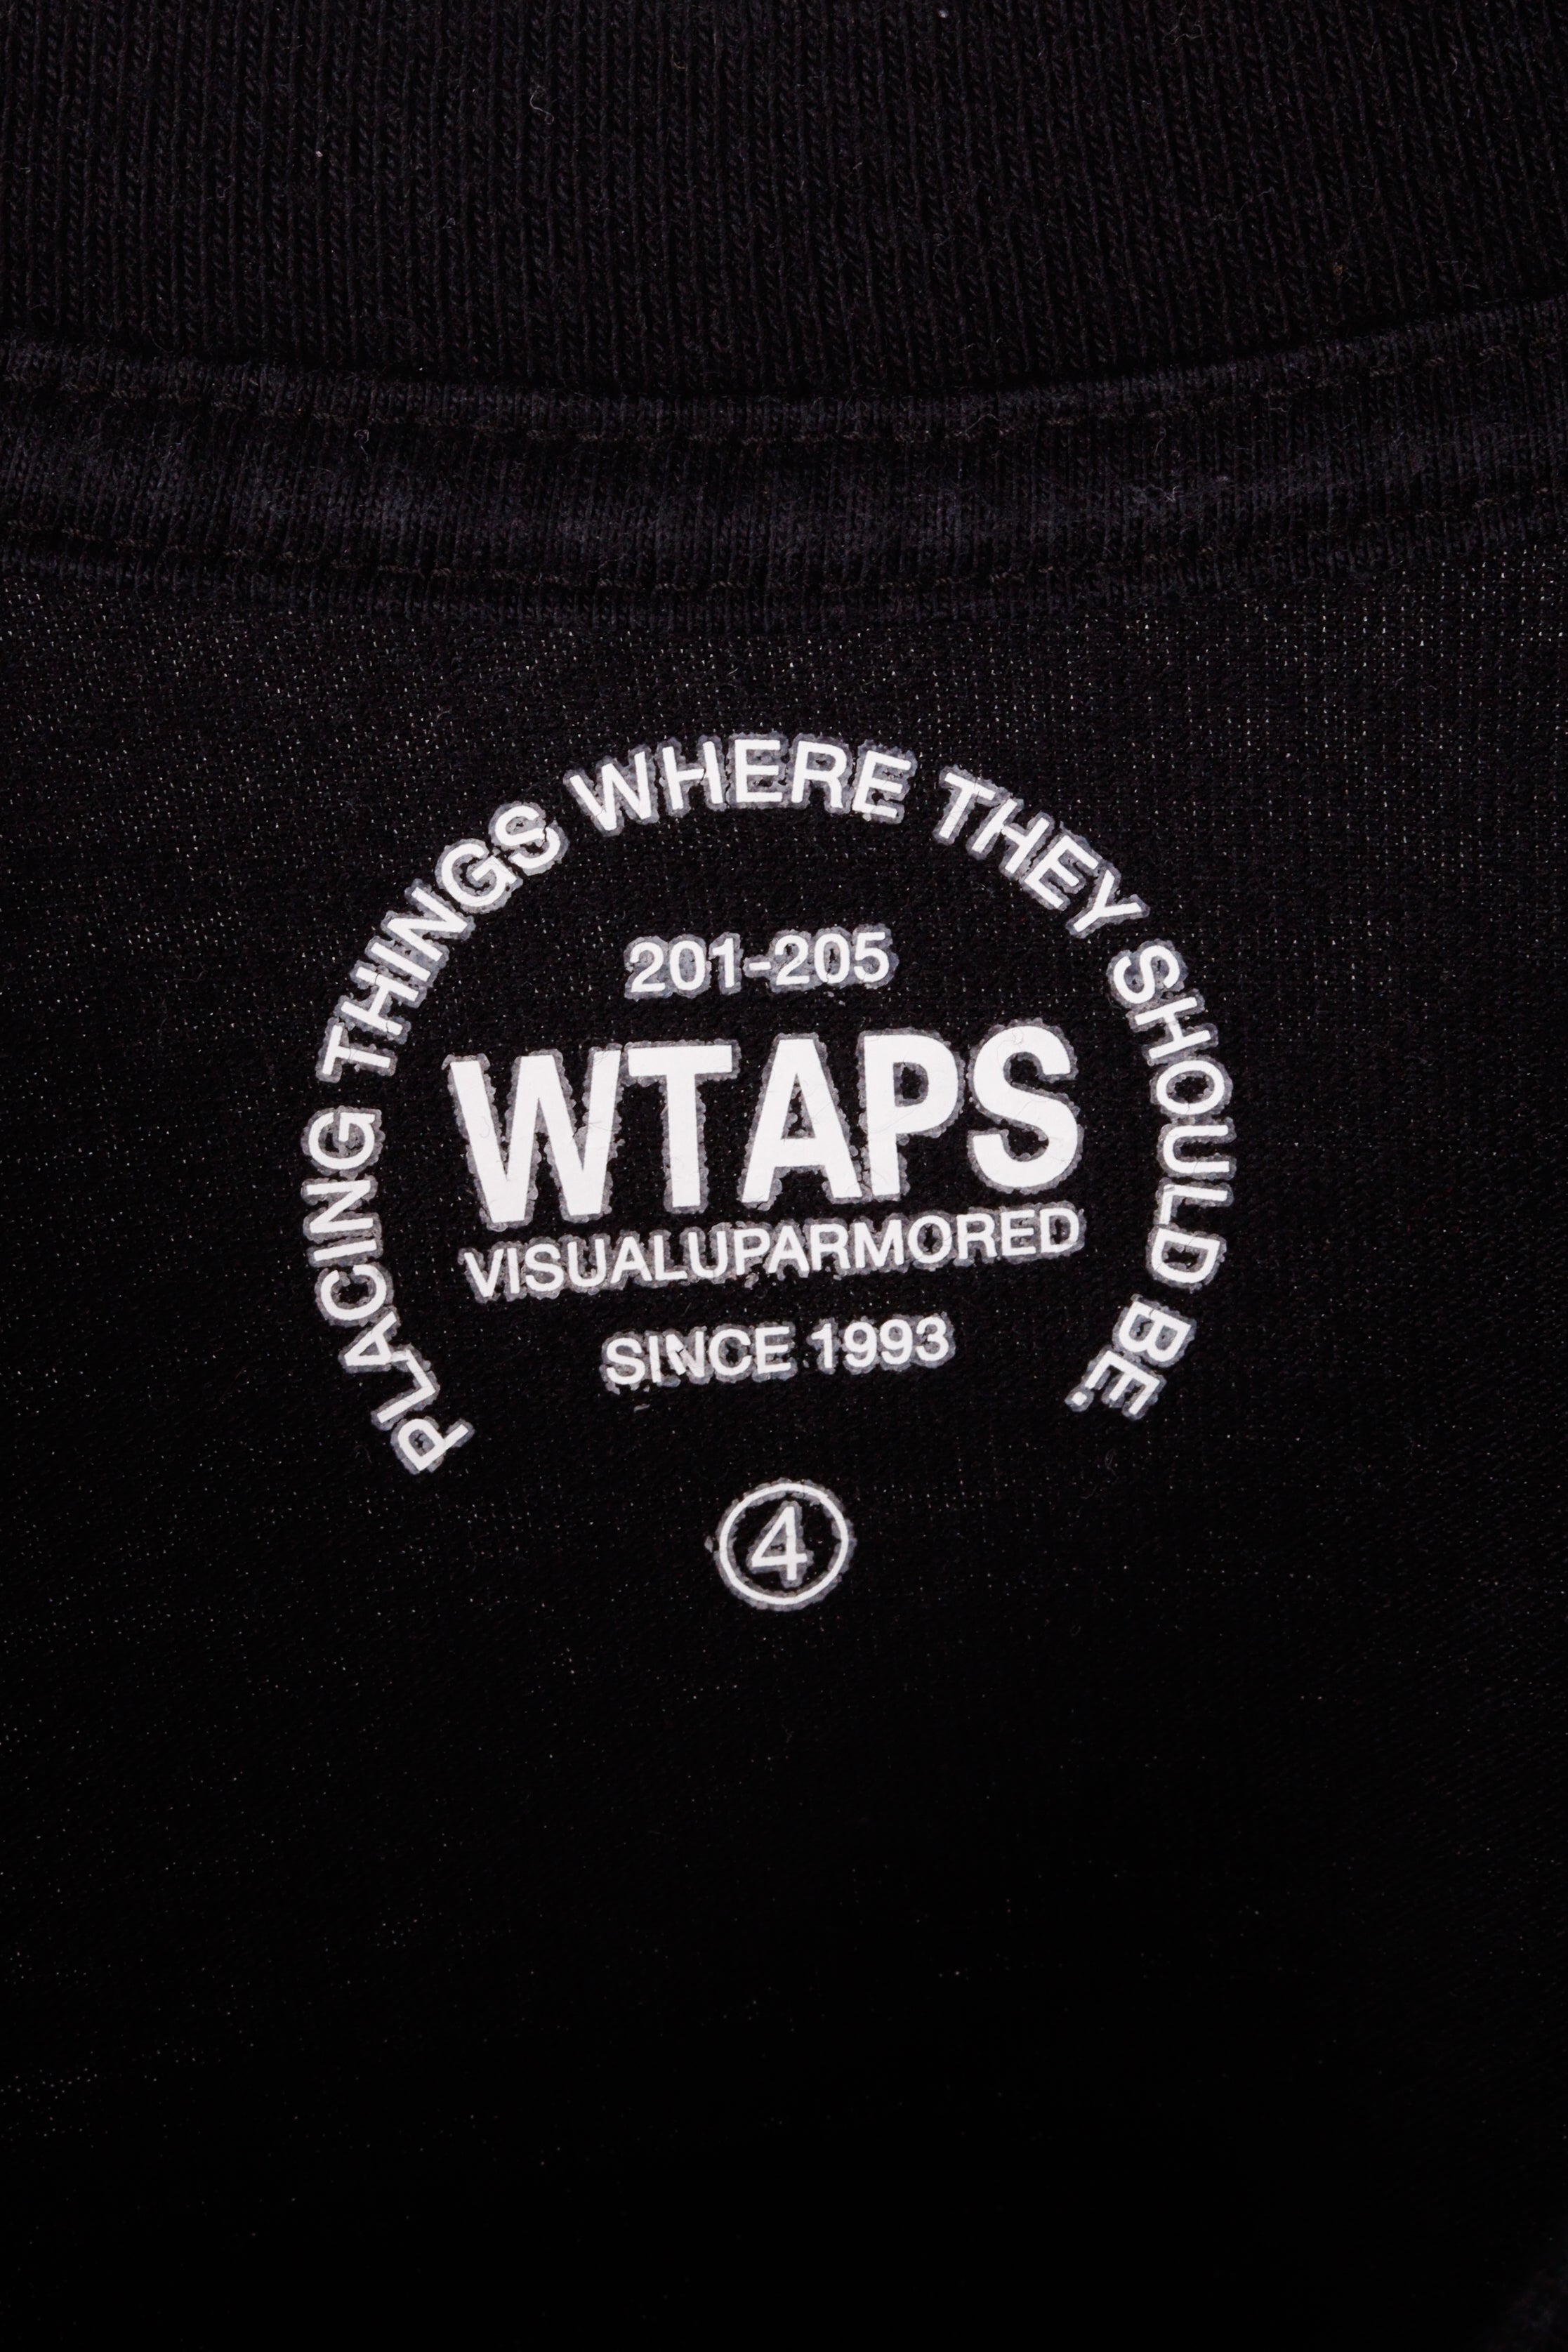 PLACING THINGS WHERE THEY SHOULD BE.
201-205
WTAPS
VISUALUPARMORED
SINCE 1993
4